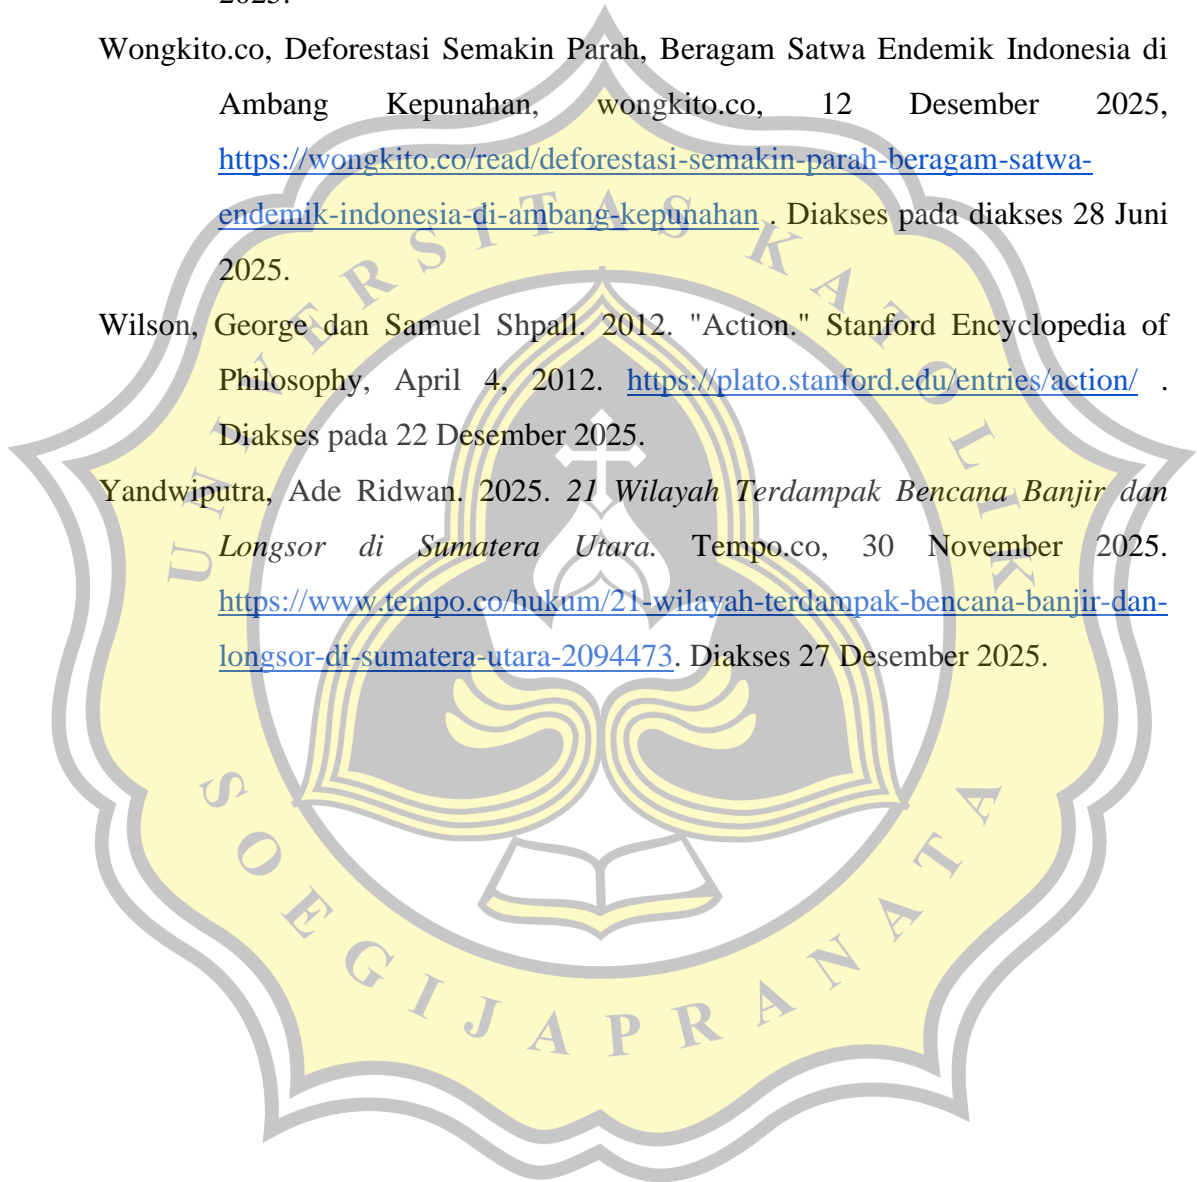 2025.
Wongkito.co, Deforestasi Semakin Parah, Beragam Satwa Endemik Indonesia di
Ambang Kepunahan, wongkito.co, 12 Desember 2025,
https://wongkito.co/read/deforestasi-semakin-parah-beragam-satwa-
endemik-indonesia-di-ambang-kepunahan . Diakses pada diakses 28 Juni
2025.
Wilson, George dan Samuel Shpall. 2012. "Action." Stanford Encyclopedia of
Philosophy, April 4, 2012. https://plato.stanford.edu/entries/action/ .
Diakses pada 22 Desember 2025.
Yandwiputra, Ade Ridwan. 2025. 21 Wilayah Terdampak Bencana Banjir dan
Longsor di Sumatera Utara. Tempo.co, 30 November 2025.
https://www.tempo.co/hukum/21-wilayah-terdampak-bencana-banjir-dan-
longsor-di-sumatera-utara-2094473. Diakses 27 Desember 2025.
UNIVERSITAS KATOLIK
SOEGIJAPRANATA